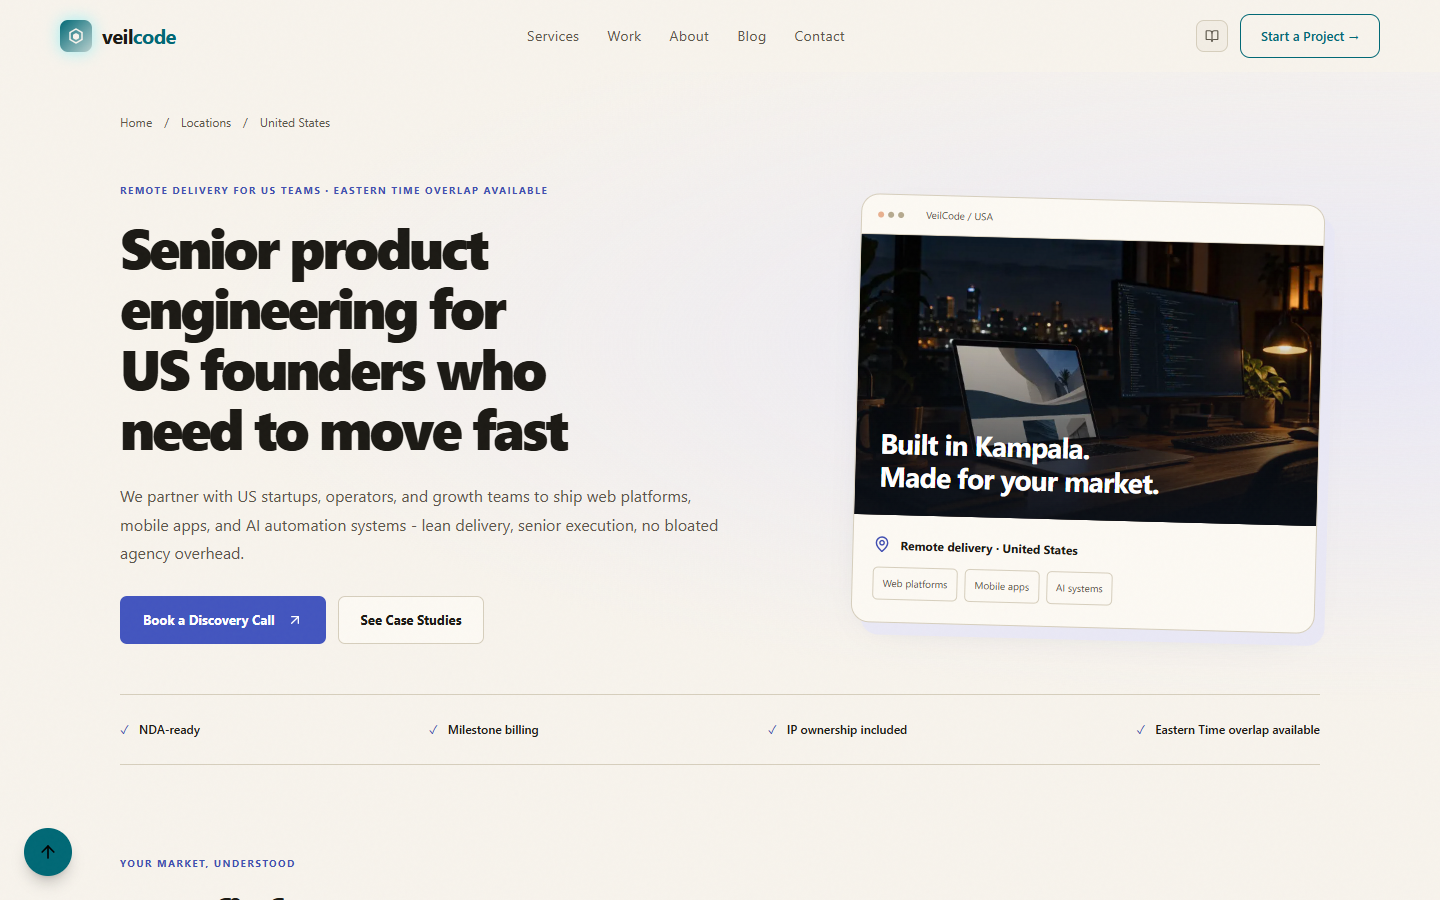 veilcode
Services Work About Blog Contact
Start a Project →
Home / Locations / United States
REMOTE DELIVERY FOR US TEAMS · EASTERN TIME OVERLAP AVAILABLE
Senior product
engineering for
US founders who
need to move fast
We partner with US startups, operators, and growth teams to ship web platforms,
mobile apps, and AI automation systems - lean delivery, senior execution, no bloated
agency overhead.
Book a Discovery Call
See Case Studies
VeilCode / USA
Built in Kampala.
Made for your market.
Remote delivery · United States
Web platforms Mobile apps AI systems
✓ NDA-ready ✓ Milestone billing ✓ IP ownership included ✓ Eastern Time overlap available
YOUR MARKET, UNDERSTOOD